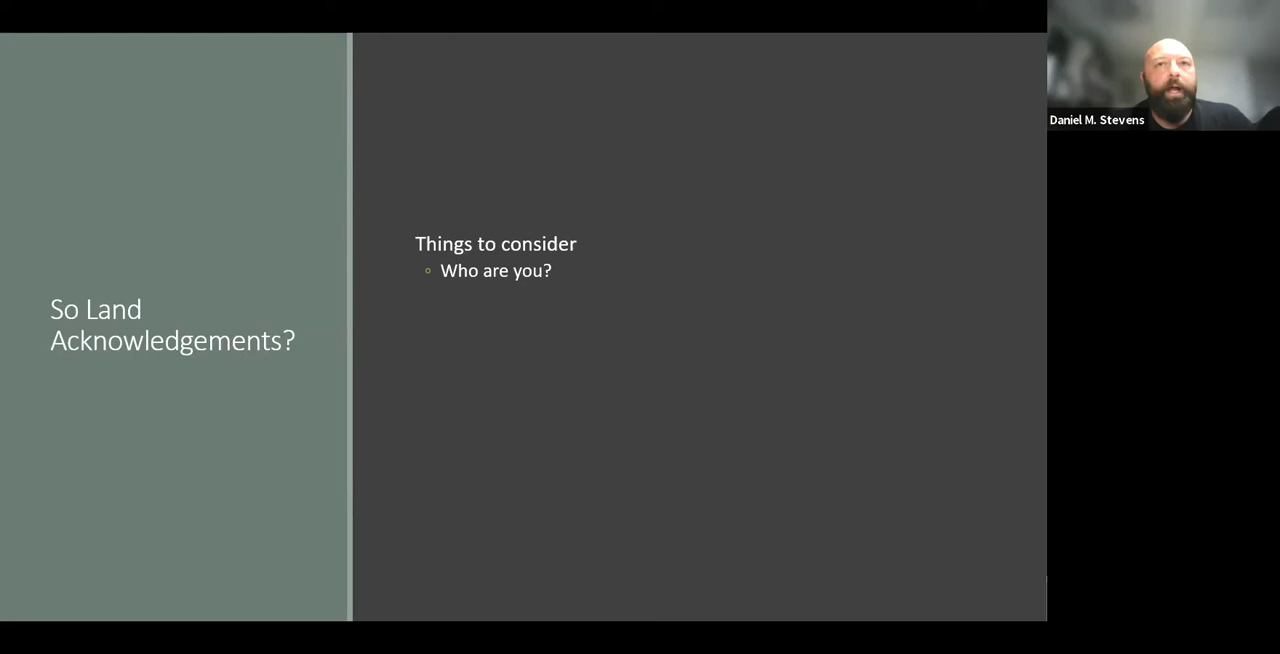 So Land
Acknowledgements?
Things to consider
Who are you?
Daniel M. Stevens